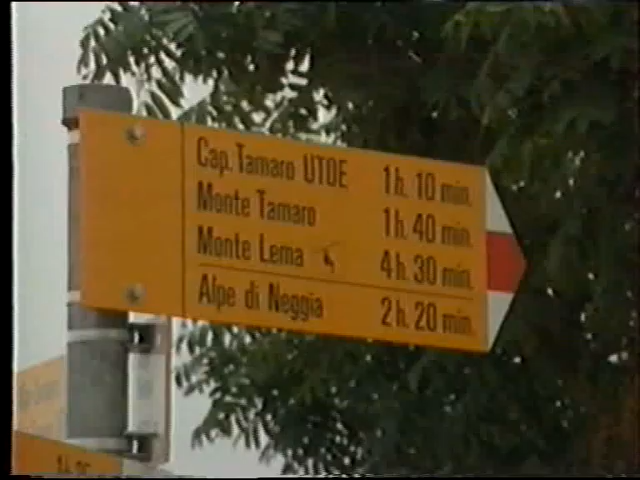 Cap. Tamaro UTOE 1h. 10 min.
Monte Tamaro 1h. 40 min.
Monte Lema 4h. 30 min.
Alpe di Neggia 2h. 20 min.